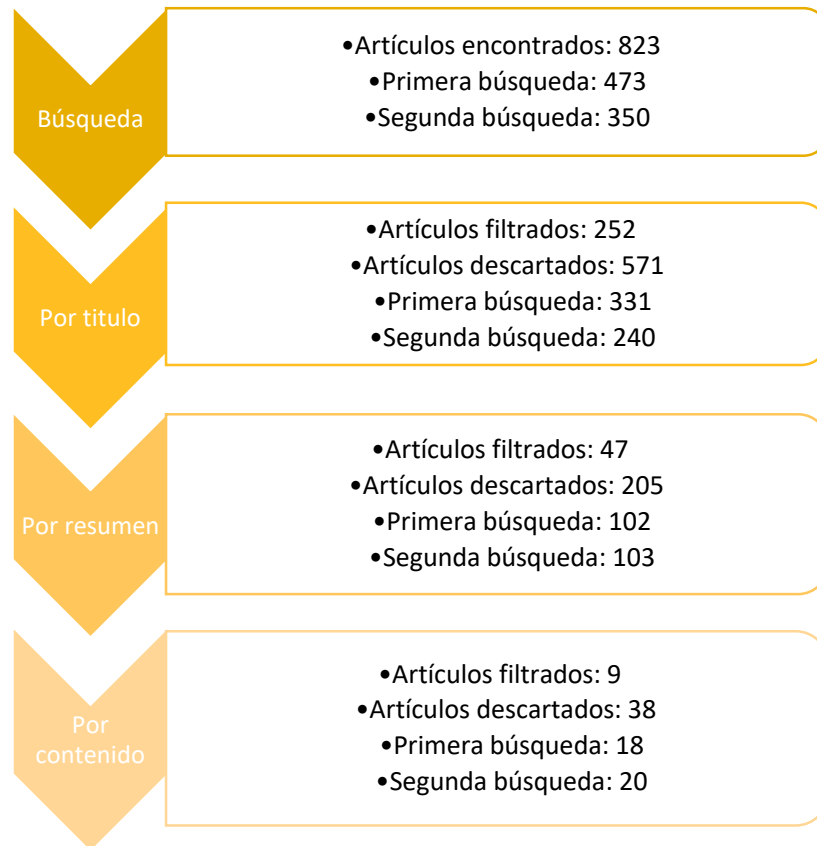 Búsqueda
•Artículos encontrados: 823
•Primera búsqueda: 473
•Segunda búsqueda: 350
Por titulo
•Artículos filtrados: 252
•Artículos descartados: 571
•Primera búsqueda: 331
•Segunda búsqueda: 240
Por resumen
•Artículos filtrados: 47
•Artículos descartados: 205
•Primera búsqueda: 102
•Segunda búsqueda: 103
Por
contenido
•Artículos filtrados: 9
•Artículos descartados: 38
•Primera búsqueda: 18
•Segunda búsqueda: 20